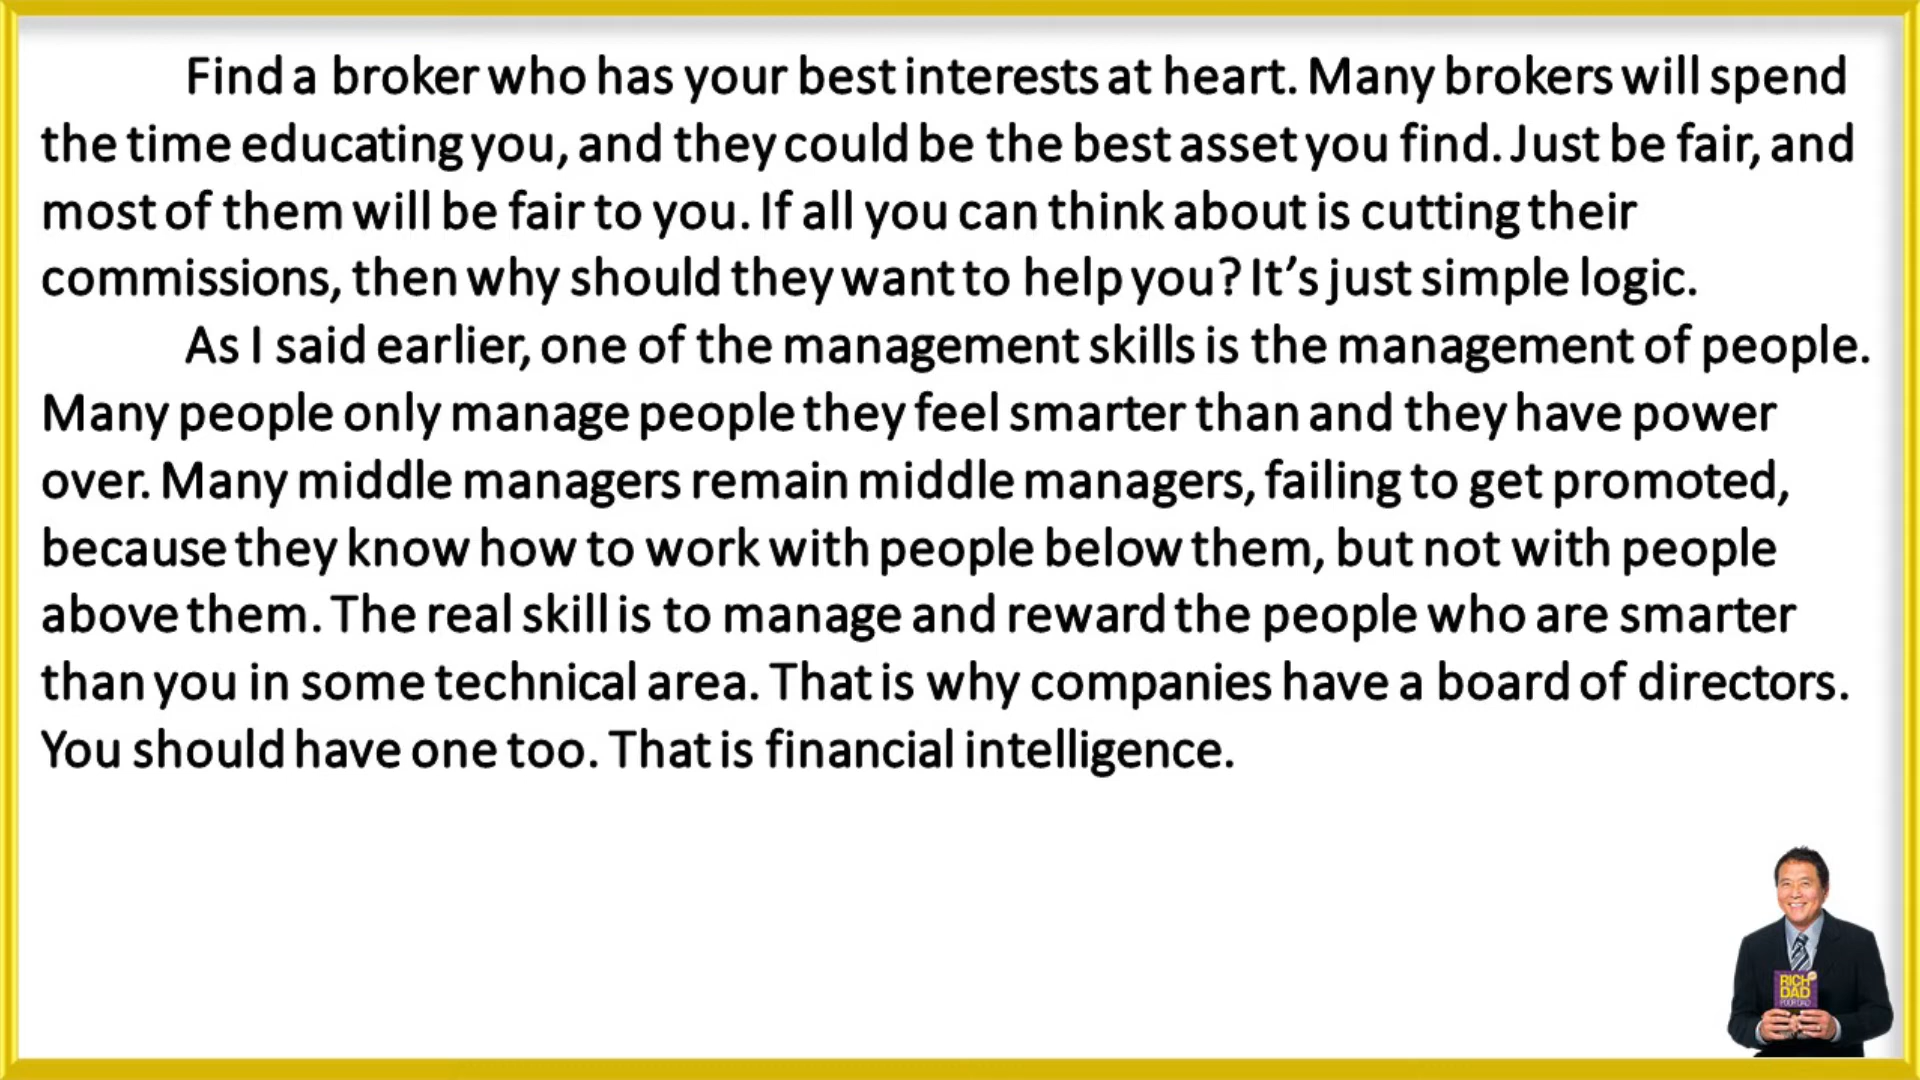 Find a broker who has your best interests at heart. Many brokers will spend
the time educating you, and they could be the best asset you find. Just be fair, and
most of them will be fair to you. If all you can think about is cutting their
commissions, then why should they want to help you? It’s just simple logic.
As I said earlier, one of the management skills is the management of people.
Many people only manage people they feel smarter than and they have power
over. Many middle managers remain middle managers, failing to get promoted,
because they know how to work with people below them, but not with people
above them. The real skill is to manage and reward the people who are smarter
than you in some technical area. That is why companies have a board of directors.
You should have one too. That is financial intelligence.
RICH
DAD
POOR DAD